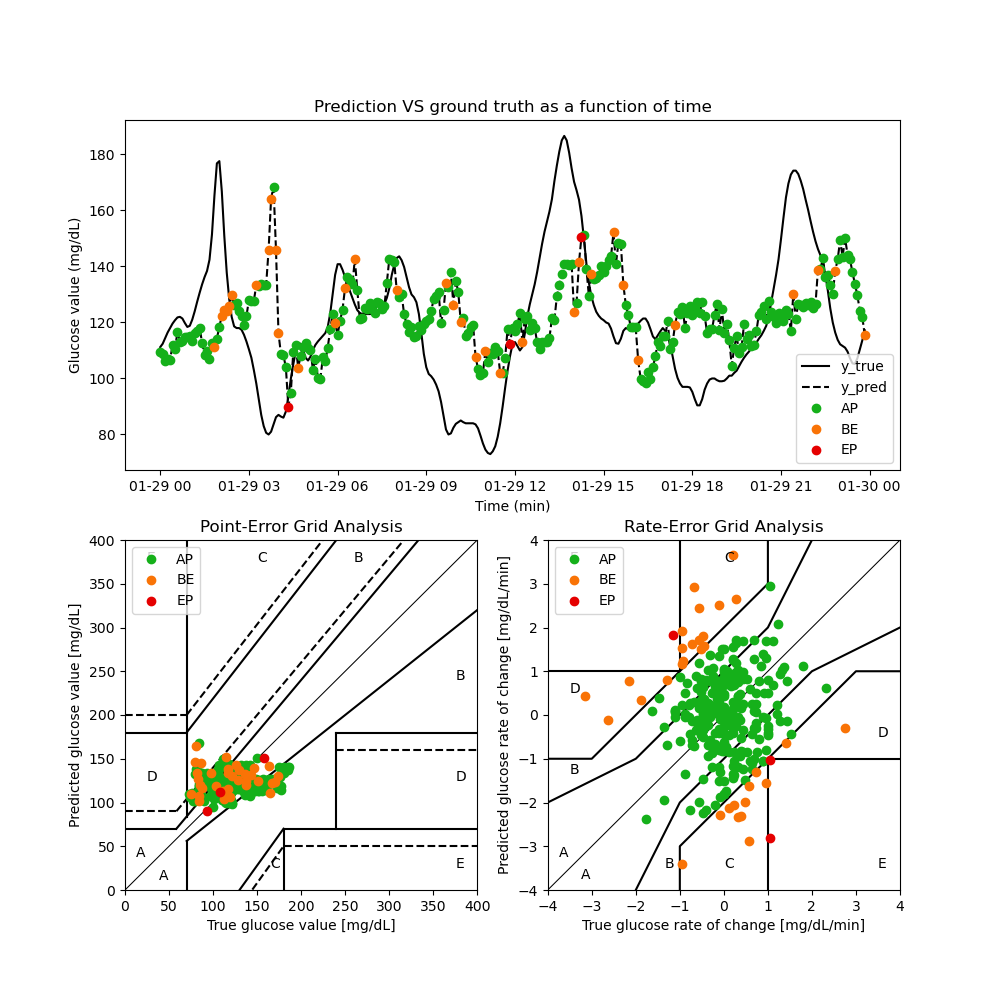 Prediction VS ground truth as a function of time
Glucose value (mg/dL)
180
160
140
120
100
80
01-29 00 01-29 03 01-29 06 01-29 09 01-29 12 01-29 15 01-29 18 01-29 21 01-30 00
Time (min)
y_true
y_pred
AP
BE
EP
Point-Error Grid Analysis
Predicted glucose value [mg/dL]
400
350
300
250
200
150
100
50
0
0 50 100 150 200 250 300 350 400
True glucose value [mg/dL]
AP
BE
EP
C
B
B
D
D
A
A
C
E
Rate-Error Grid Analysis
Predicted glucose rate of change [mg/dL/min]
4
3
2
1
0
−1
−2
−3
−4
−4 −3 −2 −1 0 1 2 3 4
True glucose rate of change [mg/dL/min]
AP
BE
EP
C
D
D
B
A
A
B
C
E